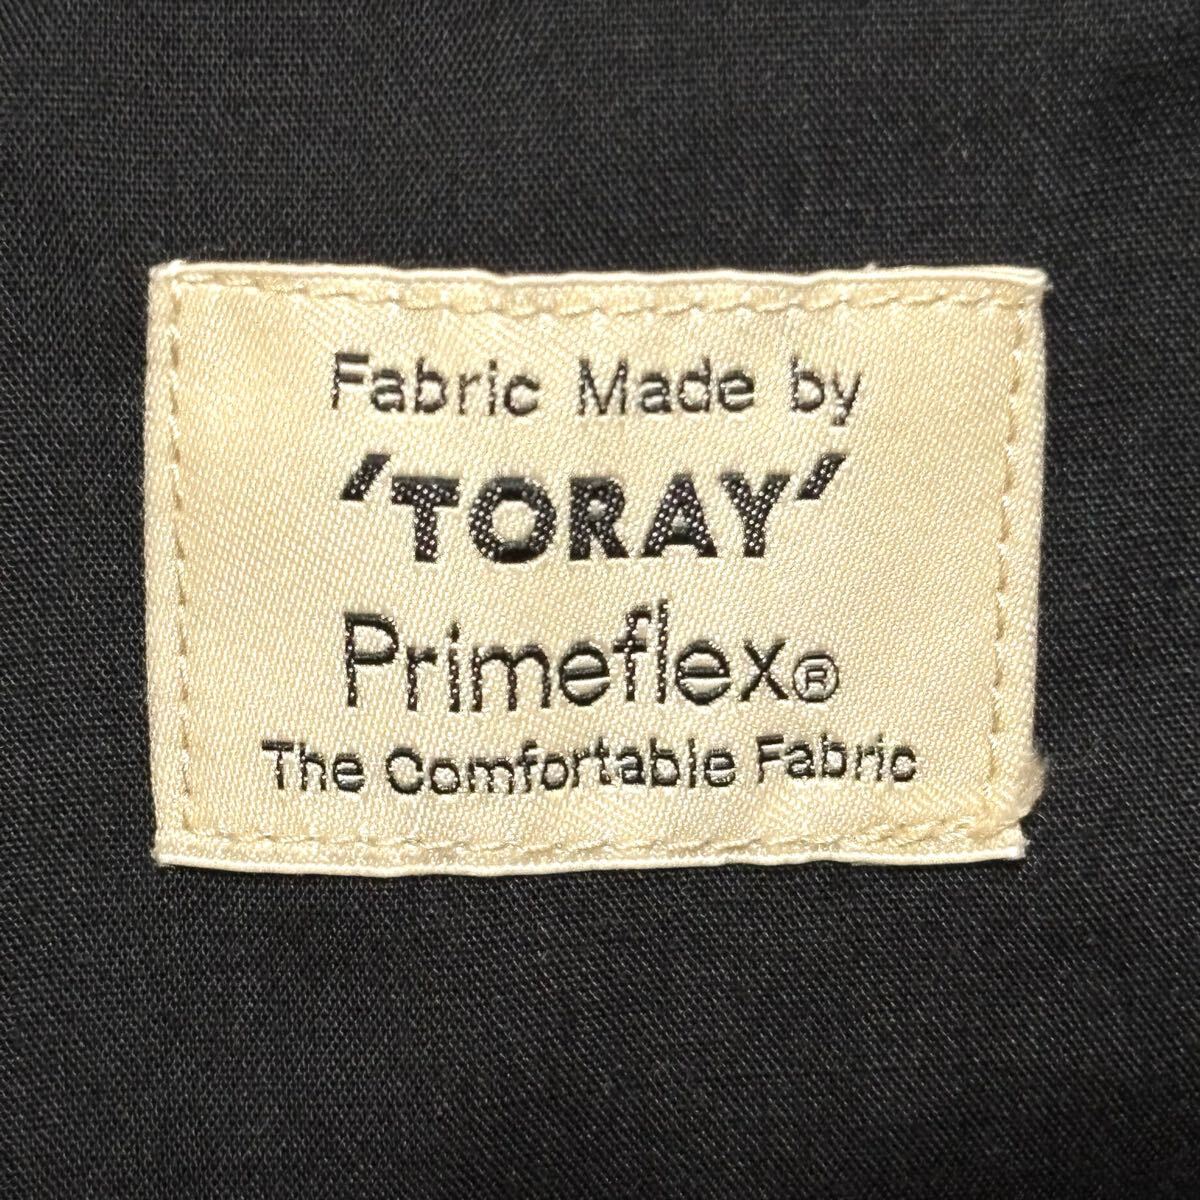 Fabric Made by
'TORAY'
Primeflex®
The Comfortable Fabric